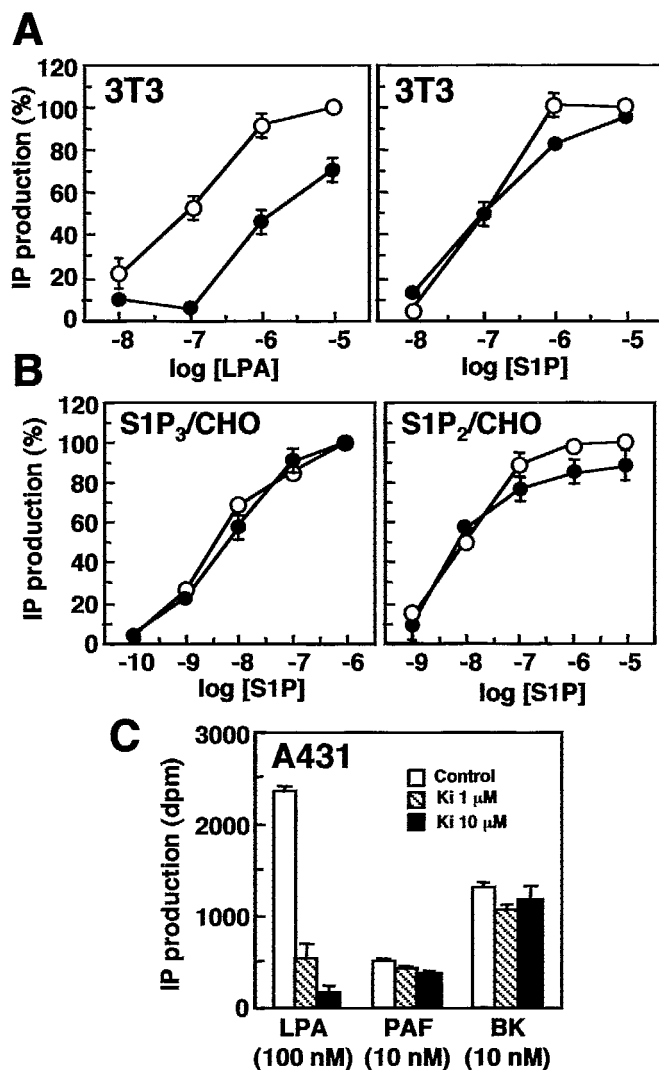 A
3T3
3T3
IP production (%)
120
100
80
60
40
20
0
-8
-7
-6
-5
log [LPA]
-8
-7
-6
-5
log [S1P]
B
S1P₃/CHO
S1P₂/CHO
IP production (%)
120
100
80
60
40
20
0
-10
-9
-8
-7
-6
log [S1P]
-9
-8
-7
-6
-5
log [S1P]
C
A431
IP production (dpm)
3000
2000
1000
0
Control
Ki 1 μM
Ki 10 μM
LPA
(100 nM)
PAF
(10 nM)
BK
(10 nM)